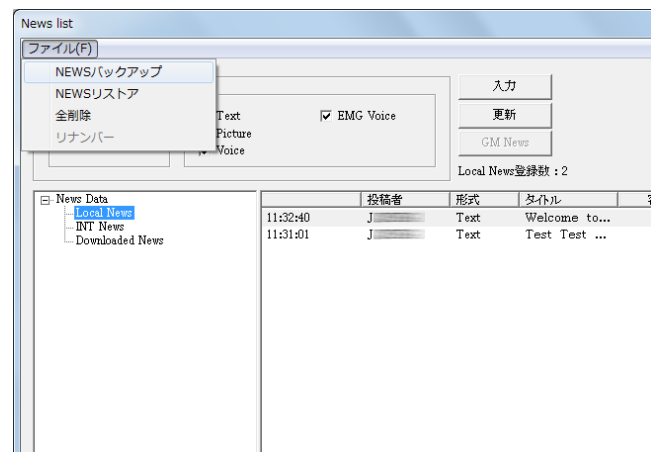 News list
ファイル(F)
NEWSバックアップ
NEWSリストア
全削除
リナンバー
Text
EMG Voice
Picture
Voice
入力
更新
GM News
Local News登録数：2
News Data
Local News
INT News
Downloaded News
投稿者 形式 タイトル
11:32:40 J Text Welcome to...
11:31:01 J Text Test Test ...